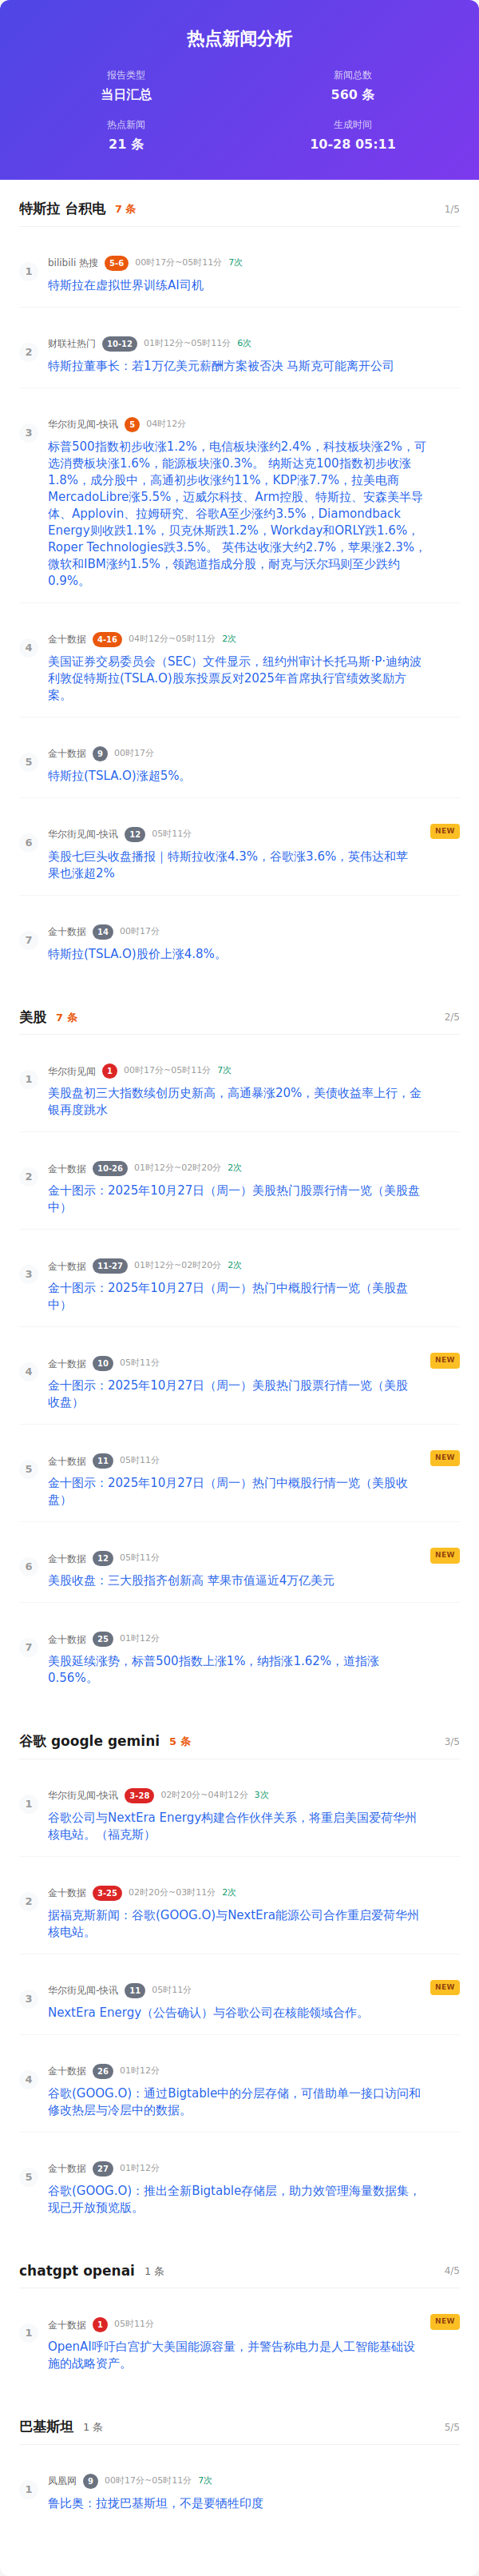 热点新闻分析
报告类型
当日汇总
新闻总数
560 条
热点新闻
21 条
生成时间
10-28 05:11
特斯拉 台积电 7 条 1/5
1
bilibili 热搜 5-6 00时17分~05时11分 7次
特斯拉在虚拟世界训练AI司机
2
财联社热门 10-12 01时12分~05时11分 6次
特斯拉董事长：若1万亿美元薪酬方案被否决 马斯克可能离开公司
3
华尔街见闻-快讯 5 04时12分
标普500指数初步收涨1.2%，电信板块涨约2.4%，科技板块涨2%，可
选消费板块涨1.6%，能源板块涨0.3%。 纳斯达克100指数初步收涨
1.8%，成分股中，高通初步收涨约11%，KDP涨7.7%，拉美电商
MercadoLibre涨5.5%，迈威尔科技、Arm控股、特斯拉、安森美半导
体、Applovin、拉姆研究、谷歌A至少涨约3.5%，Diamondback
Energy则收跌1.1%，贝克休斯跌1.2%，Workday和ORLY跌1.6%，
Roper Technologies跌3.5%。 英伟达收涨大约2.7%，苹果涨2.3%，
微软和IBM涨约1.5%，领跑道指成分股，耐克与沃尔玛则至少跌约
0.9%。
4
金十数据 4-16 04时12分~05时11分 2次
美国证券交易委员会（SEC）文件显示，纽约州审计长托马斯·P·迪纳波
利敦促特斯拉(TSLA.O)股东投票反对2025年首席执行官绩效奖励方
案。
5
金十数据 9 00时17分
特斯拉(TSLA.O)涨超5%。
6
华尔街见闻-快讯 12 05时11分 NEW
美股七巨头收盘播报｜特斯拉收涨4.3%，谷歌涨3.6%，英伟达和苹
果也涨超2%
7
金十数据 14 00时17分
特斯拉(TSLA.O)股价上涨4.8%。
美股 7 条 2/5
1
华尔街见闻 1 00时17分~05时11分 7次
美股盘初三大指数续创历史新高，高通暴涨20%，美债收益率上行，金
银再度跳水
2
金十数据 10-26 01时12分~02时20分 2次
金十图示：2025年10月27日（周一）美股热门股票行情一览（美股盘
中）
3
金十数据 11-27 01时12分~02时20分 2次
金十图示：2025年10月27日（周一）热门中概股行情一览（美股盘
中）
4
金十数据 10 05时11分 NEW
金十图示：2025年10月27日（周一）美股热门股票行情一览（美股
收盘）
5
金十数据 11 05时11分 NEW
金十图示：2025年10月27日（周一）热门中概股行情一览（美股收
盘）
6
金十数据 12 05时11分 NEW
美股收盘：三大股指齐创新高 苹果市值逼近4万亿美元
7
金十数据 25 01时12分
美股延续涨势，标普500指数上涨1%，纳指涨1.62%，道指涨
0.56%。
谷歌 google gemini 5 条 3/5
1
华尔街见闻-快讯 3-28 02时20分~04时12分 3次
谷歌公司与NextEra Energy构建合作伙伴关系，将重启美国爱荷华州
核电站。（福克斯）
2
金十数据 3-25 02时20分~03时11分 2次
据福克斯新闻：谷歌(GOOG.O)与NextEra能源公司合作重启爱荷华州
核电站。
3
华尔街见闻-快讯 11 05时11分 NEW
NextEra Energy（公告确认）与谷歌公司在核能领域合作。
4
金十数据 26 01时12分
谷歌(GOOG.O)：通过Bigtable中的分层存储，可借助单一接口访问和
修改热层与冷层中的数据。
5
金十数据 27 01时12分
谷歌(GOOG.O)：推出全新Bigtable存储层，助力效管理海量数据集，
现已开放预览版。
chatgpt openai 1 条 4/5
1
金十数据 1 05时11分 NEW
OpenAI呼吁白宫扩大美国能源容量，并警告称电力是人工智能基础设
施的战略资产。
巴基斯坦 1 条 5/5
1
凤凰网 9 00时17分~05时11分 7次
鲁比奥：拉拢巴基斯坦，不是要牺牲印度